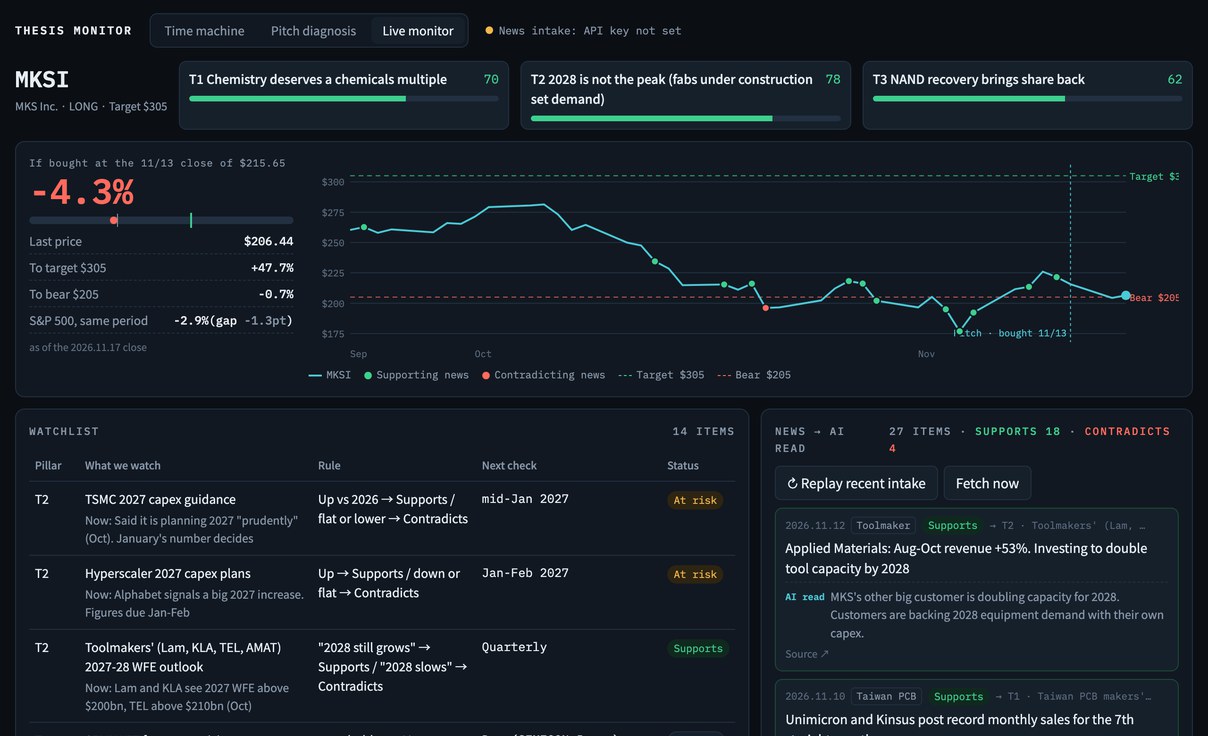 THESIS MONITOR
Time machine
Pitch diagnosis
Live monitor
News intake: API key not set
MKSI
MKS Inc. · LONG · Target $305
T1 Chemistry deserves a chemicals multiple
70
T2 2028 is not the peak (fabs under construction
set demand)
78
T3 NAND recovery brings share back
62
If bought at the 11/13 close of $215.65
-4.3%
Last price
$206.44
To target $305
+47.7%
To bear $205
-0.7%
S&P 500, same period
-2.9%(gap -1.3pt)
as of the 2026.11.17 close
$300
$275
$250
$225
$200
$175
Target $3
Bear $205
· bought 11/13
Sep
Oct
Nov
MKSI
Supporting news
Contradicting news
Target $305
Bear $205
WATCHLIST
14 ITEMS
Pillar
What we watch
Rule
Next check
Status
T2
TSMC 2027 capex guidance
Now: Said it is planning 2027 "prudently"
(Oct). January's number decides
Up vs 2026 → Supports /
flat or lower → Contradicts
mid-Jan 2027
At risk
T2
Hyperscaler 2027 capex plans
Now: Alphabet signals a big 2027 increase.
Figures due Jan-Feb
Up → Supports / down or
flat → Contradicts
Jan-Feb 2027
At risk
T2
Toolmakers' (Lam, KLA, TEL, AMAT)
2027-28 WFE outlook
Now: Lam and KLA see 2027 WFE above
$200bn, TEL above $210bn (Oct)
"2028 still grows" →
Supports / "2028 slows" →
Contradicts
Quarterly
Supports
NEWS → AI
READ
27 ITEMS · SUPPORTS 18 · CONTRADICTS
4
↻ Replay recent intake
Fetch now
2026.11.12 Toolmaker Supports → T2 · Toolmakers' (Lam, …
Applied Materials: Aug-Oct revenue +53%. Investing to double
tool capacity by 2028
AI read
MKS's other big customer is doubling capacity for 2028.
Customers are backing 2028 equipment demand with their own
capex.
Source ↗
2026.11.10 Taiwan PCB Supports → T1 · Taiwan PCB makers'…
Unimicron and Kinsus post record monthly sales for the 7th